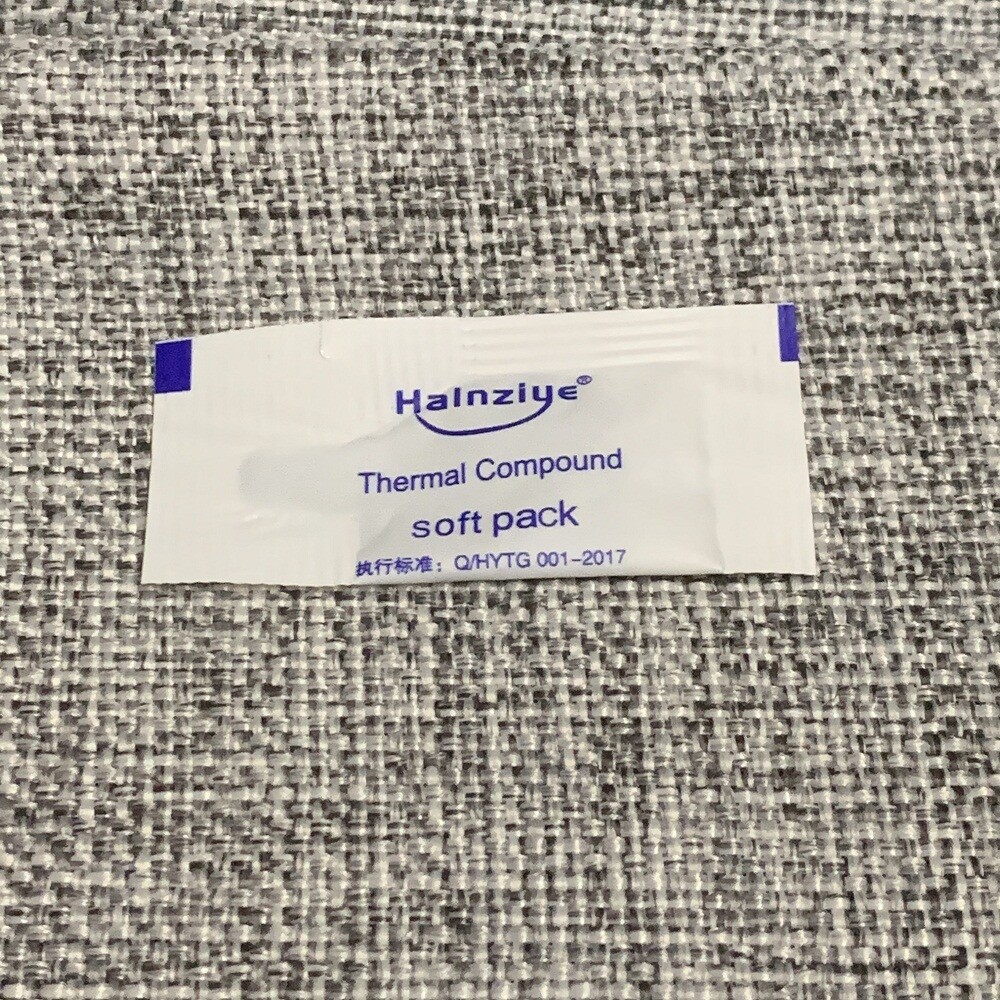 Halnziye®
Thermal Compound
soft pack
执行标准：Q/HYTG 001-2017